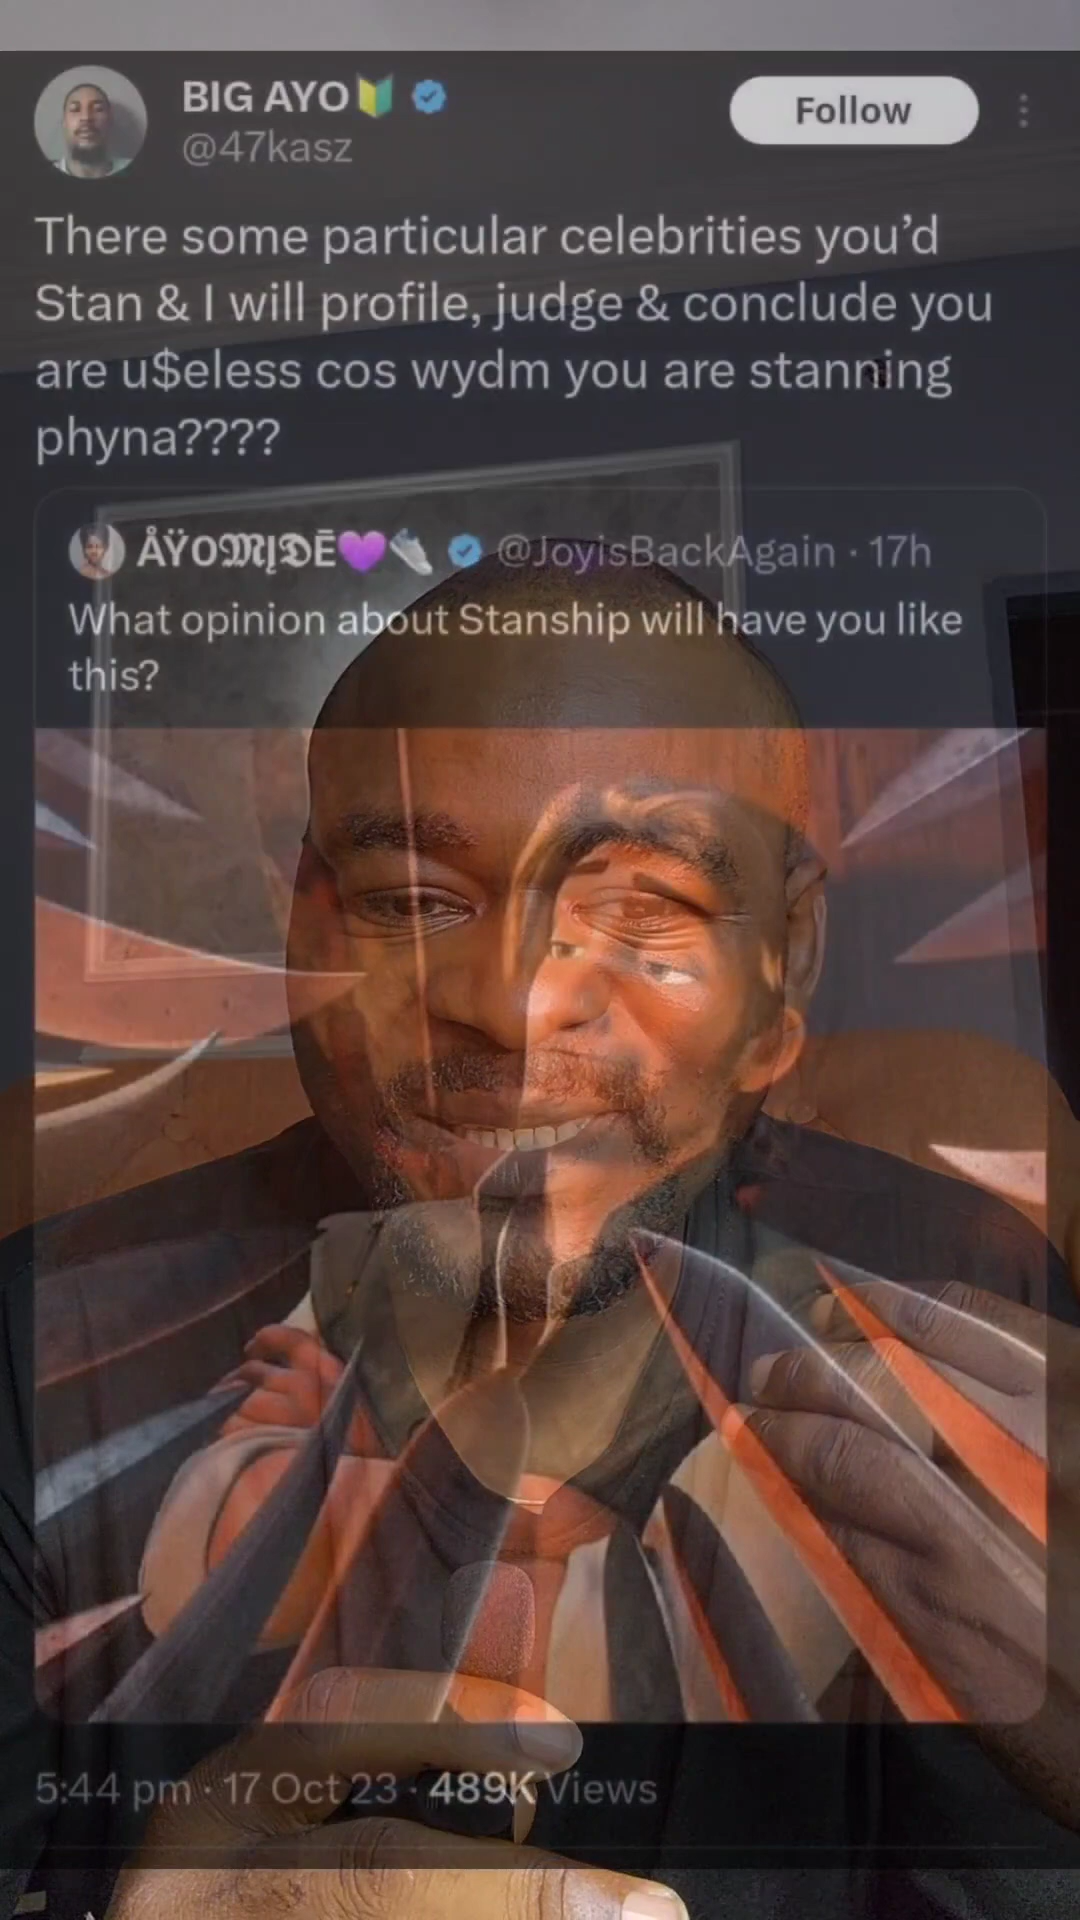 BIG AYO🔰
Follow
@47kasz
There some particular celebrities you’d
Stan & I will profile, judge & conclude you
are u$eless cos wydm you are stanning
phyna????
ÅŸO𝕸Į𝕯Ē💜👟 @JoyisBackAgain · 17h
What opinion about Stanship will have you like
this?
5:44 pm · 17 Oct 23 · 489K Views